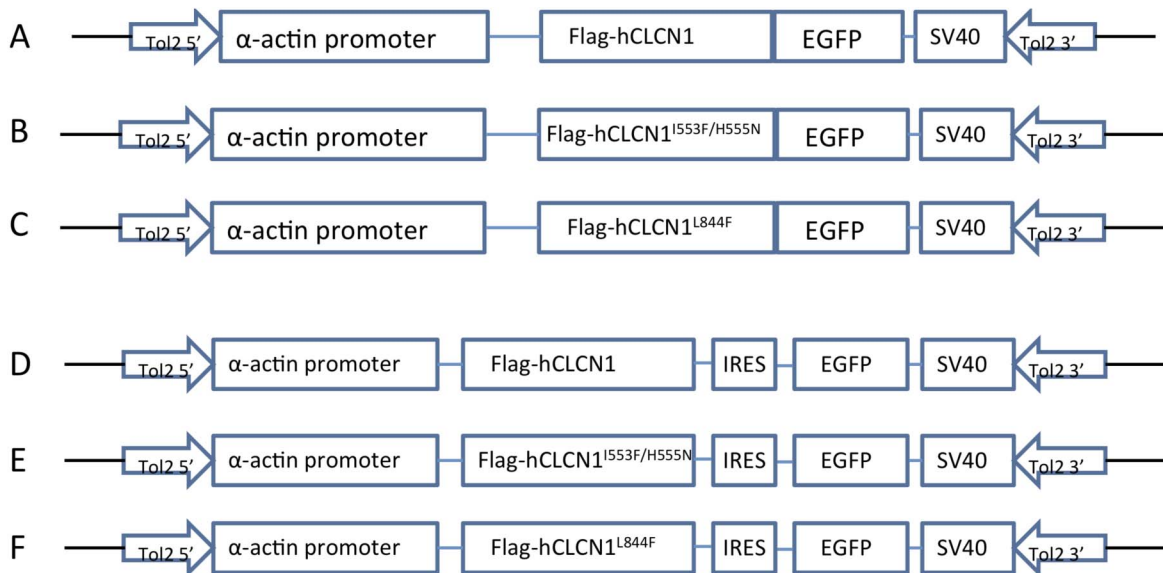 A Tol2 5’ α-actin promoter Flag-hCLCN1 EGFP SV40 Tol2 3’
B Tol2 5’ α-actin promoter Flag-hCLCN1I553F/H555N EGFP SV40 Tol2 3’
C Tol2 5’ α-actin promoter Flag-hCLCN1L844F EGFP SV40 Tol2 3’
D Tol2 5’ α-actin promoter Flag-hCLCN1 IRES EGFP SV40 Tol2 3’
E Tol2 5’ α-actin promoter Flag-hCLCN1I553F/H555N IRES EGFP SV40 Tol2 3’
F Tol2 5’ α-actin promoter Flag-hCLCN1L844F IRES EGFP SV40 Tol2 3’